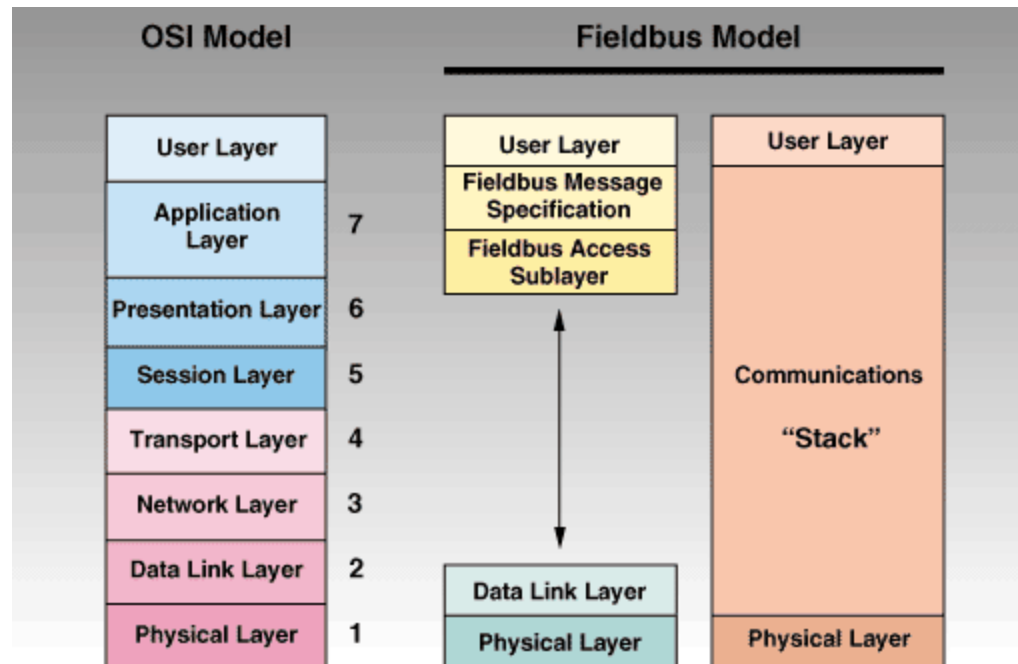 OSI Model
Fieldbus Model
User Layer
Application
Layer
7
Presentation Layer
6
Session Layer
5
Transport Layer
4
Network Layer
3
Data Link Layer
2
Physical Layer
1
User Layer
Fieldbus Message
Specification
Fieldbus Access
Sublayer
Data Link Layer
Physical Layer
User Layer
Communications
“Stack”
Physical Layer